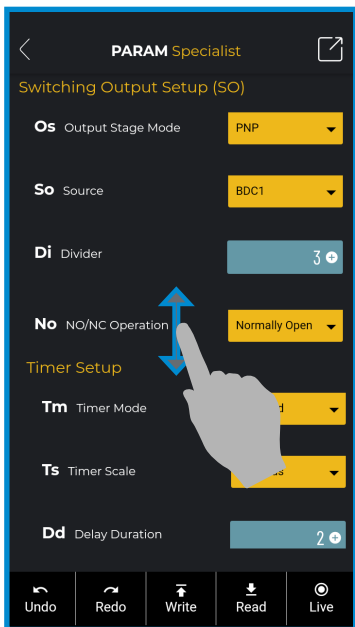 PARAM Specialist
Switching Output Setup (SO)
Os Output Stage Mode PNP
So Source BDC1
Di Divider 3
No NO/NC Operation Normally Open
Timer Setup
Tm Timer Mode
Ts Timer Scale
Dd Delay Duration 2
Undo Redo Write Read Live